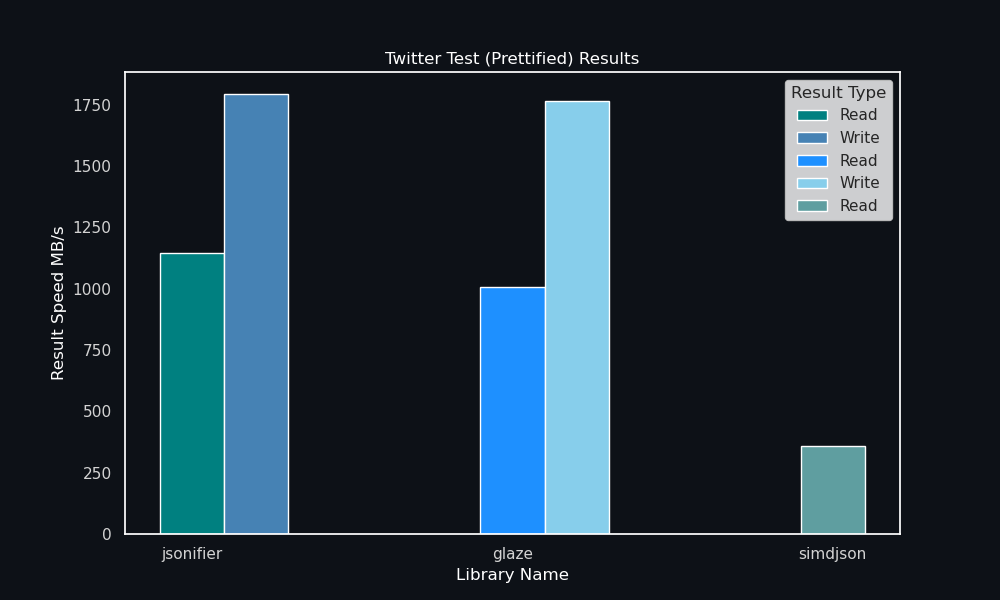 Twitter Test (Prettified) Results
Result Speed MB/s
1750
1500
1250
1000
750
500
250
0
Result Type
Read
Write
Read
Write
Read
jsonifier
glaze
simdjson
Library Name